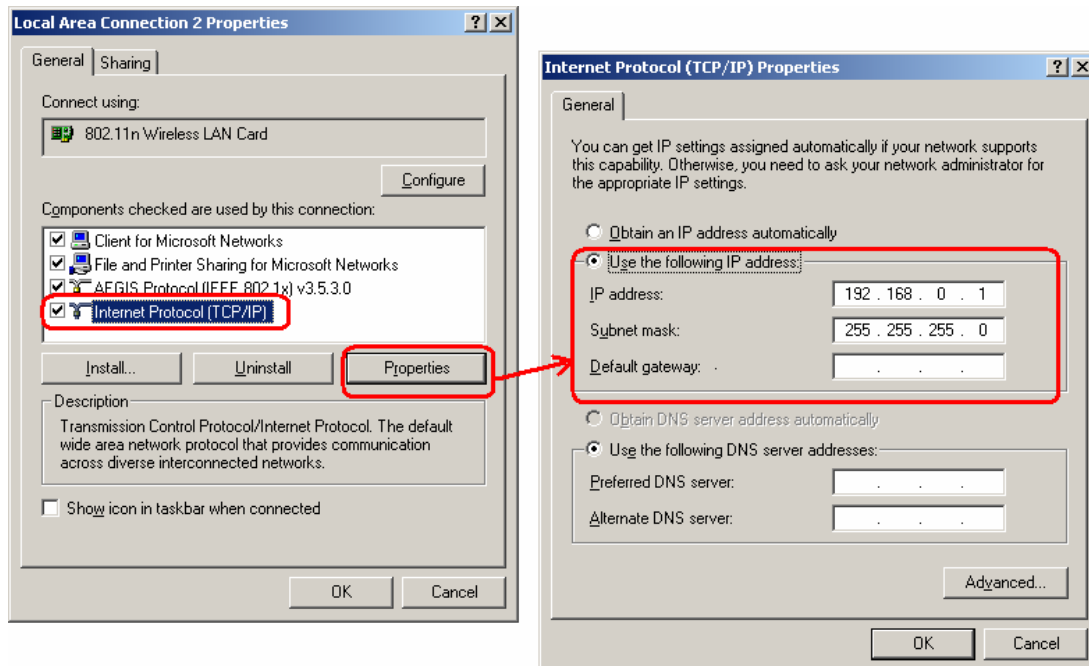 Local Area Connection 2 Properties
General
Sharing
Connect using:
802.11n Wireless LAN Card
Configure
Components checked are used by this connection:
Client for Microsoft Networks
File and Printer Sharing for Microsoft Networks
AEGIS Protocol (IEEE 802.1x) v3.5.3.0
Internet Protocol (TCP/IP)
Install...
Uninstall
Properties
Description
Transmission Control Protocol/Internet Protocol. The default
wide area network protocol that provides communication
across diverse interconnected networks.
Show icon in taskbar when connected
OK
Cancel
Internet Protocol (TCP/IP) Properties
General
You can get IP settings assigned automatically if your network supports
this capability. Otherwise, you need to ask your network administrator for
the appropriate IP settings.
Obtain an IP address automatically
Use the following IP address:
IP address: 192 . 168 . 0 . 1
Subnet mask: 255 . 255 . 255 . 0
Default gateway: . . .
Obtain DNS server address automatically
Use the following DNS server addresses:
Preferred DNS server: . . .
Alternate DNS server: . . .
Advanced...
OK
Cancel